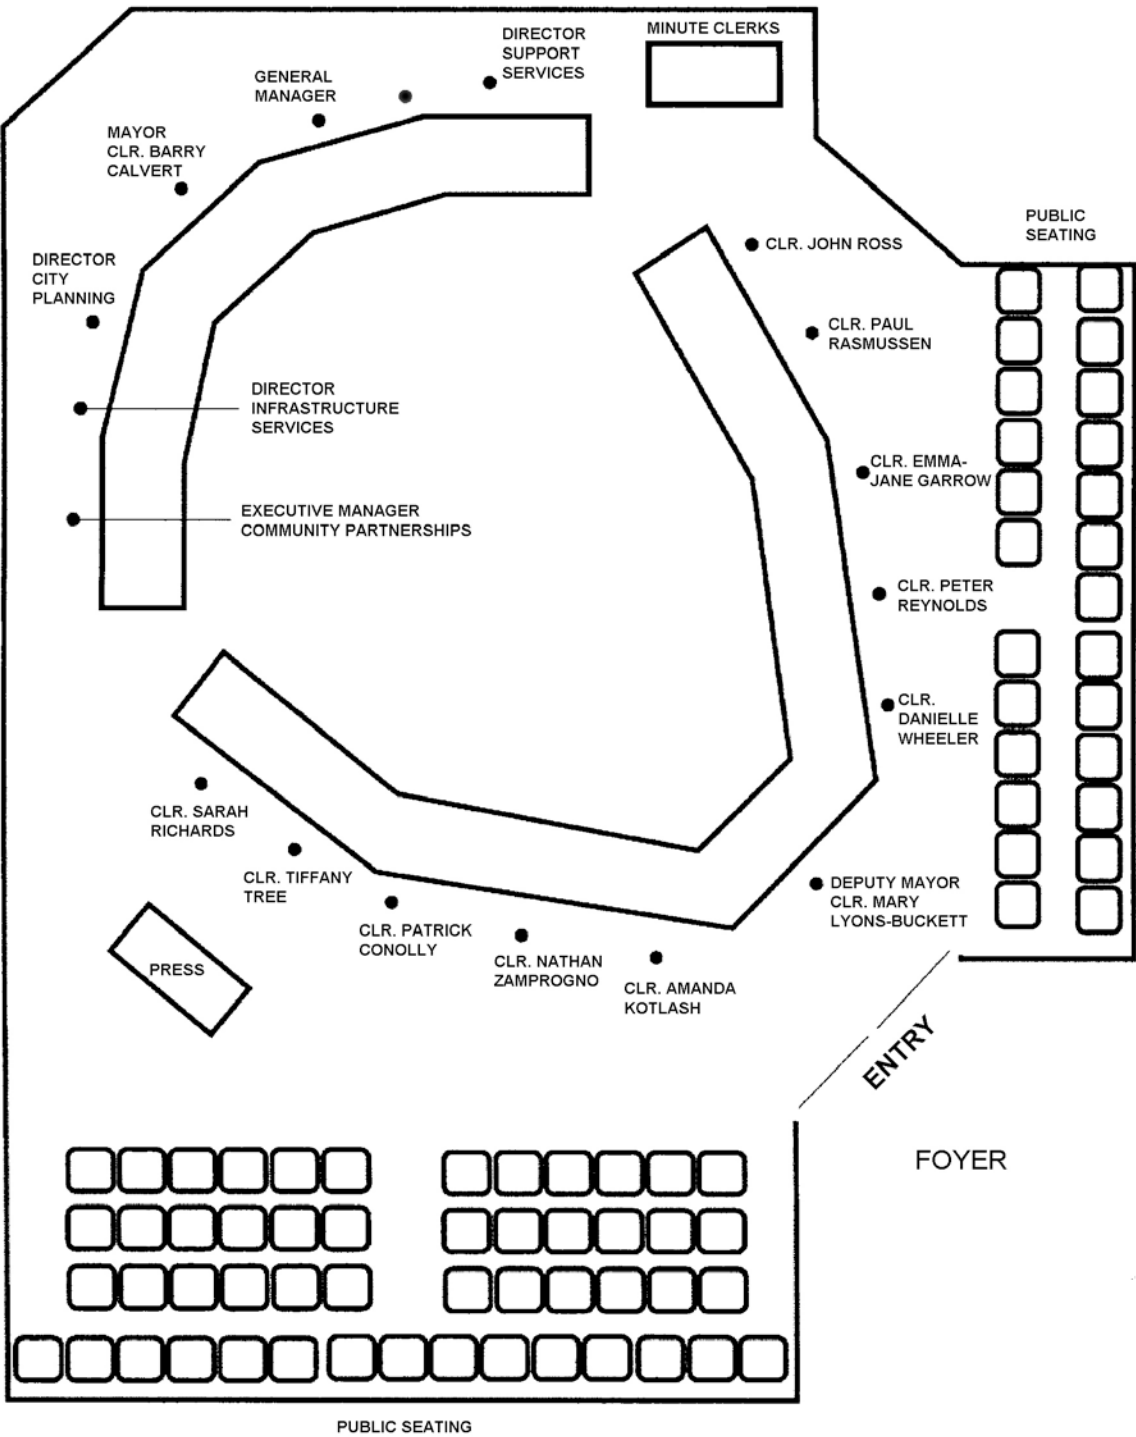 MINUTE CLERKS
DIRECTOR
SUPPORT
SERVICES
GENERAL
MANAGER
MAYOR
CLR. BARRY
CALVERT
DIRECTOR
CITY
PLANNING
DIRECTOR
INFRASTRUCTURE
SERVICES
EXECUTIVE MANAGER
COMMUNITY PARTNERSHIPS
PUBLIC
SEATING
CLR. JOHN ROSS
CLR. PAUL
RASMUSSEN
CLR. EMMA-
JANE GARROW
CLR. PETER
REYNOLDS
CLR.
DANIELLE
WHEELER
DEPUTY MAYOR
CLR. MARY
LYONS-BUCKETT
CLR. SARAH
RICHARDS
CLR. TIFFANY
TREE
CLR. PATRICK
CONOLLY
CLR. NATHAN
ZAMPROGNO
CLR. AMANDA
KOTLASH
PRESS
ENTRY
FOYER
PUBLIC SEATING